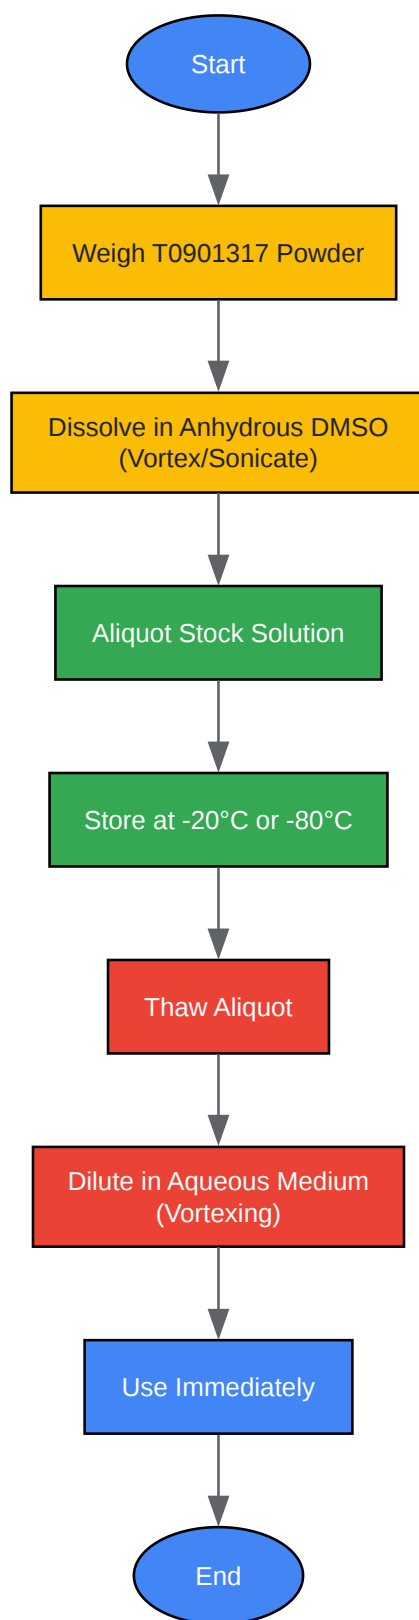 Start
Weigh T0901317 Powder
Dissolve in Anhydrous DMSO
(Vortex/Sonicate)
Aliquot Stock Solution
Store at -20°C or -80°C
Thaw Aliquot
Dilute in Aqueous Medium
(Vortexing)
Use Immediately
End